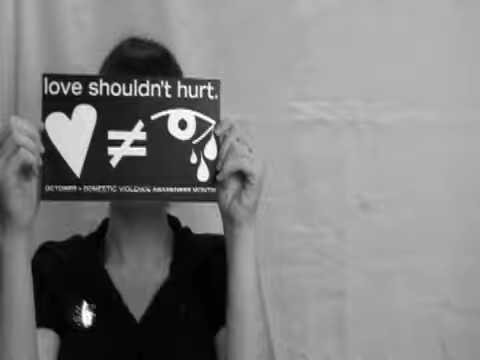 love shouldn't hurt.
≠
OCTOBER • DOMESTIC VIOLENCE AWARENESS MONTH